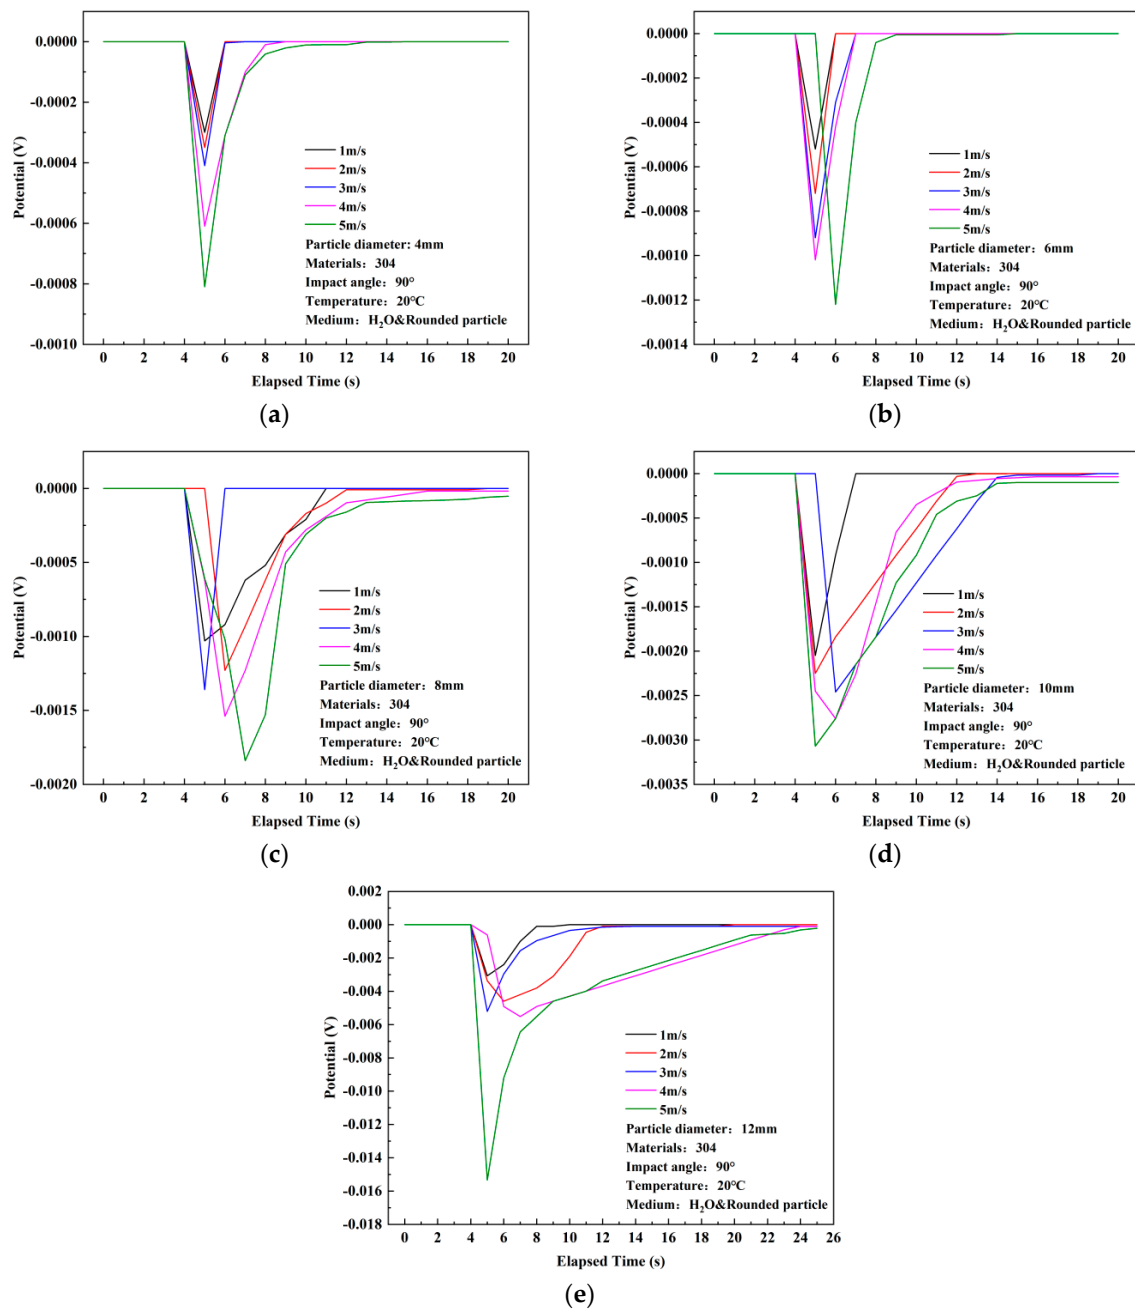 0.0000
-0.0002
-0.0004
-0.0006
-0.0008
-0.0010
Potential (V)
1m/s
2m/s
3m/s
4m/s
5m/s
Particle diameter: 4mm
Materials：304
Impact angle：90°
Temperature：20℃
Medium：H₂O&Rounded particle
0 2 4 6 8 10 12 14 16 18 20
Elapsed Time (s)
(a)
0.0000
-0.0002
-0.0004
-0.0006
-0.0008
-0.0010
-0.0012
-0.0014
Potential (V)
1m/s
2m/s
3m/s
4m/s
5m/s
Particle diameter：6mm
Materials：304
Impact angle：90°
Temperature：20℃
Medium：H₂O&Rounded particle
0 2 4 6 8 10 12 14 16 18 20
Elapsed Time (s)
(b)
0.0000
-0.0005
-0.0010
-0.0015
-0.0020
Potential (V)
1m/s
2m/s
3m/s
4m/s
5m/s
Particle diameter：8mm
Materials：304
Impact angle：90°
Temperature：20℃
Medium：H₂O&Rounded particle
0 2 4 6 8 10 12 14 16 18 20
Elapsed Time (s)
(c)
0.0000
-0.0005
-0.0010
-0.0015
-0.0020
-0.0025
-0.0030
-0.0035
Potential (V)
1m/s
2m/s
3m/s
4m/s
5m/s
Particle diameter：10mm
Materials：304
Impact angle：90°
Temperature：20℃
Medium：H₂O&Rounded particle
0 2 4 6 8 10 12 14 16 18 20
Elapsed Time (s)
(d)
0.002
0.000
-0.002
-0.004
-0.006
-0.008
-0.010
-0.012
-0.014
-0.016
-0.018
Potential (V)
1m/s
2m/s
3m/s
4m/s
5m/s
Particle diameter：12mm
Materials：304
Impact angle：90°
Temperature：20℃
Medium：H₂O&Rounded particle
0 2 4 6 8 10 12 14 16 18 20 22 24 26
Elapsed Time (s)
(e)